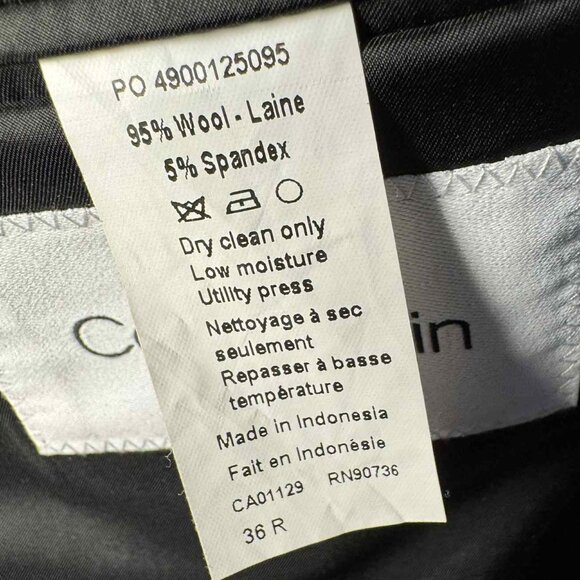 PO 4900125095
95% Wool - Laine
5% Spandex
Dry clean only
Low moisture
Utility press
Nettoyage à sec
seulement
Repasser à basse
température
Made in Indonesia
Fait en Indonésie
CA01129 RN90736
36 R